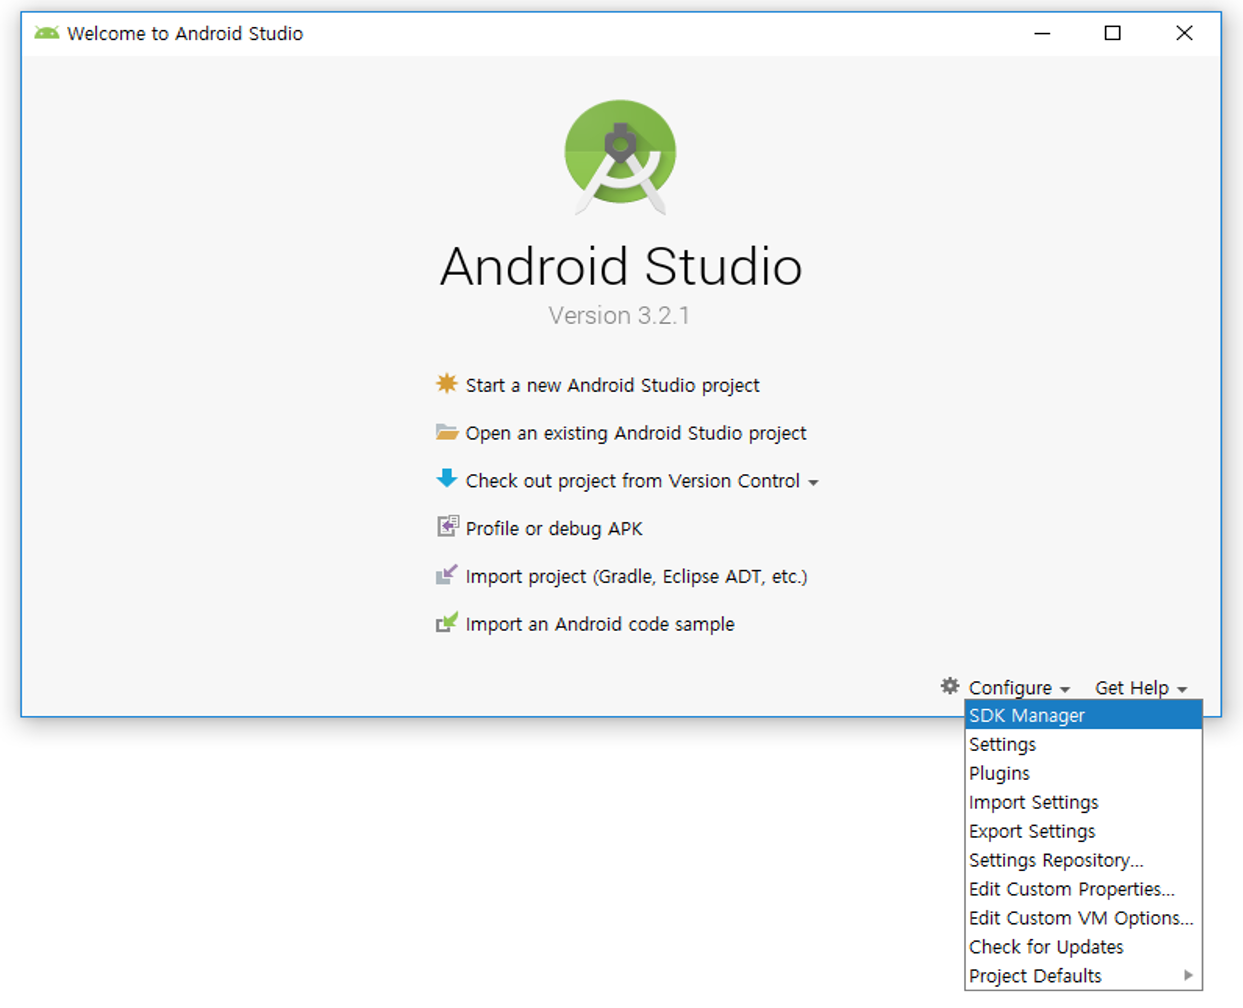 Welcome to Android Studio
Android Studio
Version 3.2.1
Start a new Android Studio project
Open an existing Android Studio project
Check out project from Version Control
Profile or debug APK
Import project (Gradle, Eclipse ADT, etc.)
Import an Android code sample
Configure Get Help
SDK Manager
Settings
Plugins
Import Settings
Export Settings
Settings Repository...
Edit Custom Properties...
Edit Custom VM Options...
Check for Updates
Project Defaults